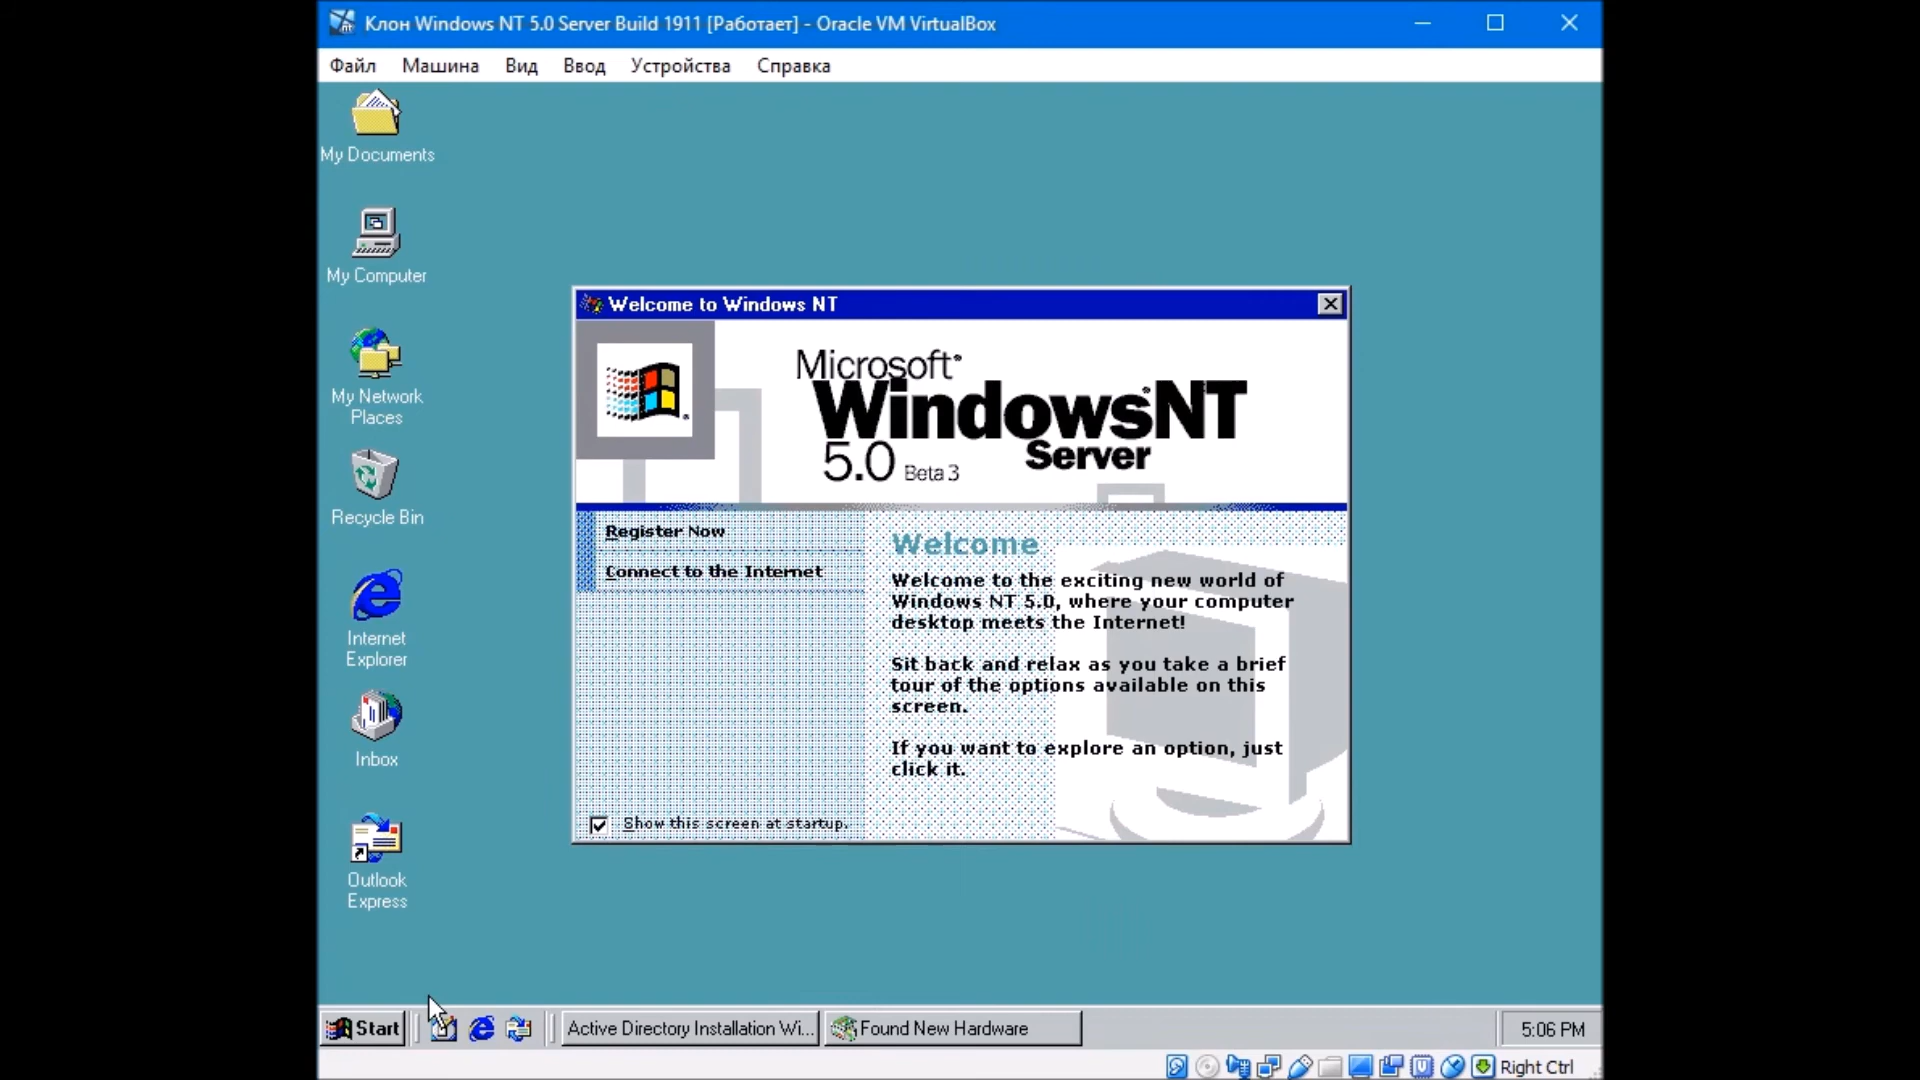 Клон Windows NT 5.0 Server Build 1911 [Работает] - Oracle VM VirtualBox
Файл Машина Вид Ввод Устройства Справка
My Documents
My Computer
My Network
Places
Recycle Bin
Internet
Explorer
Inbox
Outlook
Express
Welcome to Windows NT
Microsoft®
Windows® NT
Server
5.0 Beta 3
Register Now
Connect to the Internet
Show this screen at startup.
Welcome
Welcome to the exciting new world of
Windows NT 5.0, where your computer
desktop meets the Internet!
Sit back and relax as you take a brief
tour of the options available on this
screen.
If you want to explore an option, just
click it.
Start
Active Directory Installation Wi...
Found New Hardware
5:06 PM
Right Ctrl